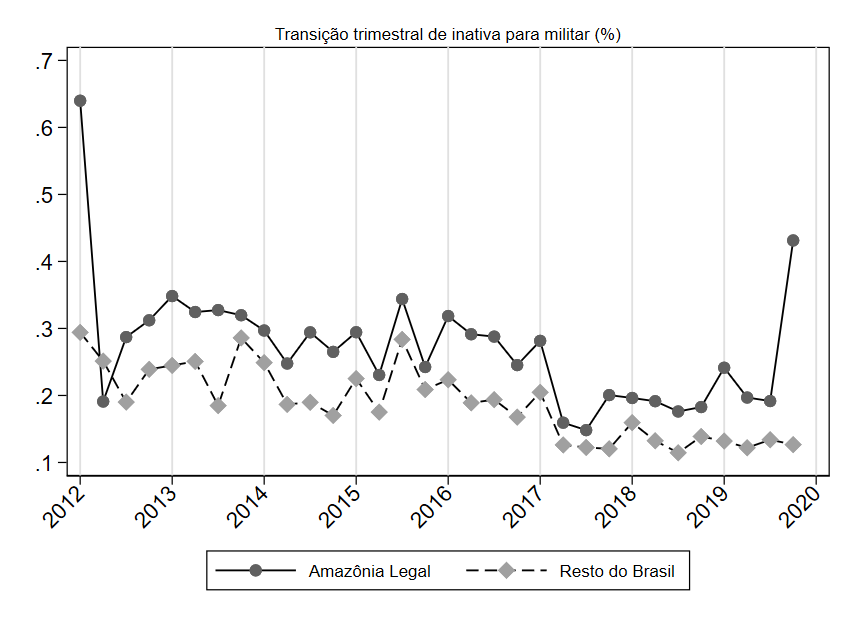 Transição trimestral de inativa para militar (%)
.7
.6
.5
.4
.3
.2
.1
2012 2013 2014 2015 2016 2017 2018 2019 2020
Amazônia Legal Resto do Brasil